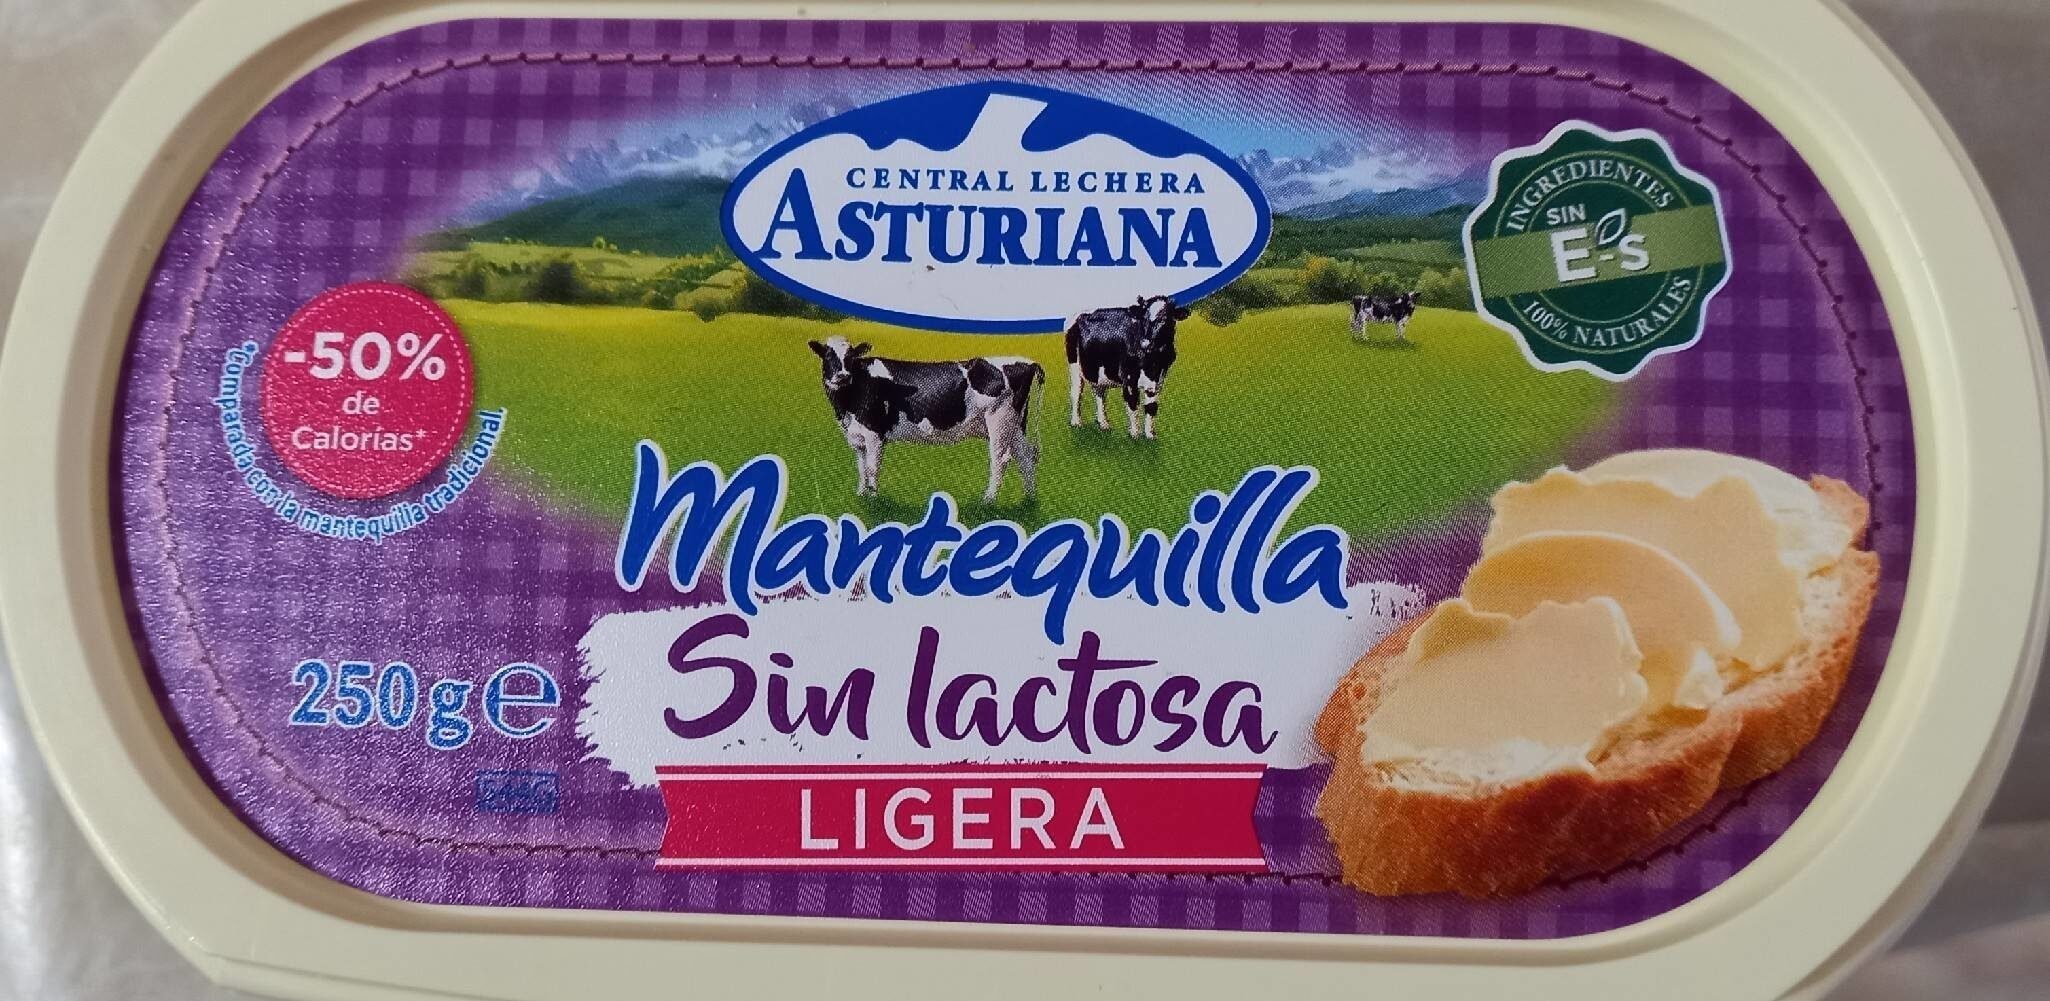 CENTRAL LECHERA
ASTURIANA
INGREDIENTES
SIN
E-S
100% NATURALES
-50%
de
Calorías*
*Comparada con la mantequilla tradicional.
Mantequilla
Sin lactosa
250 g e
LIGERA